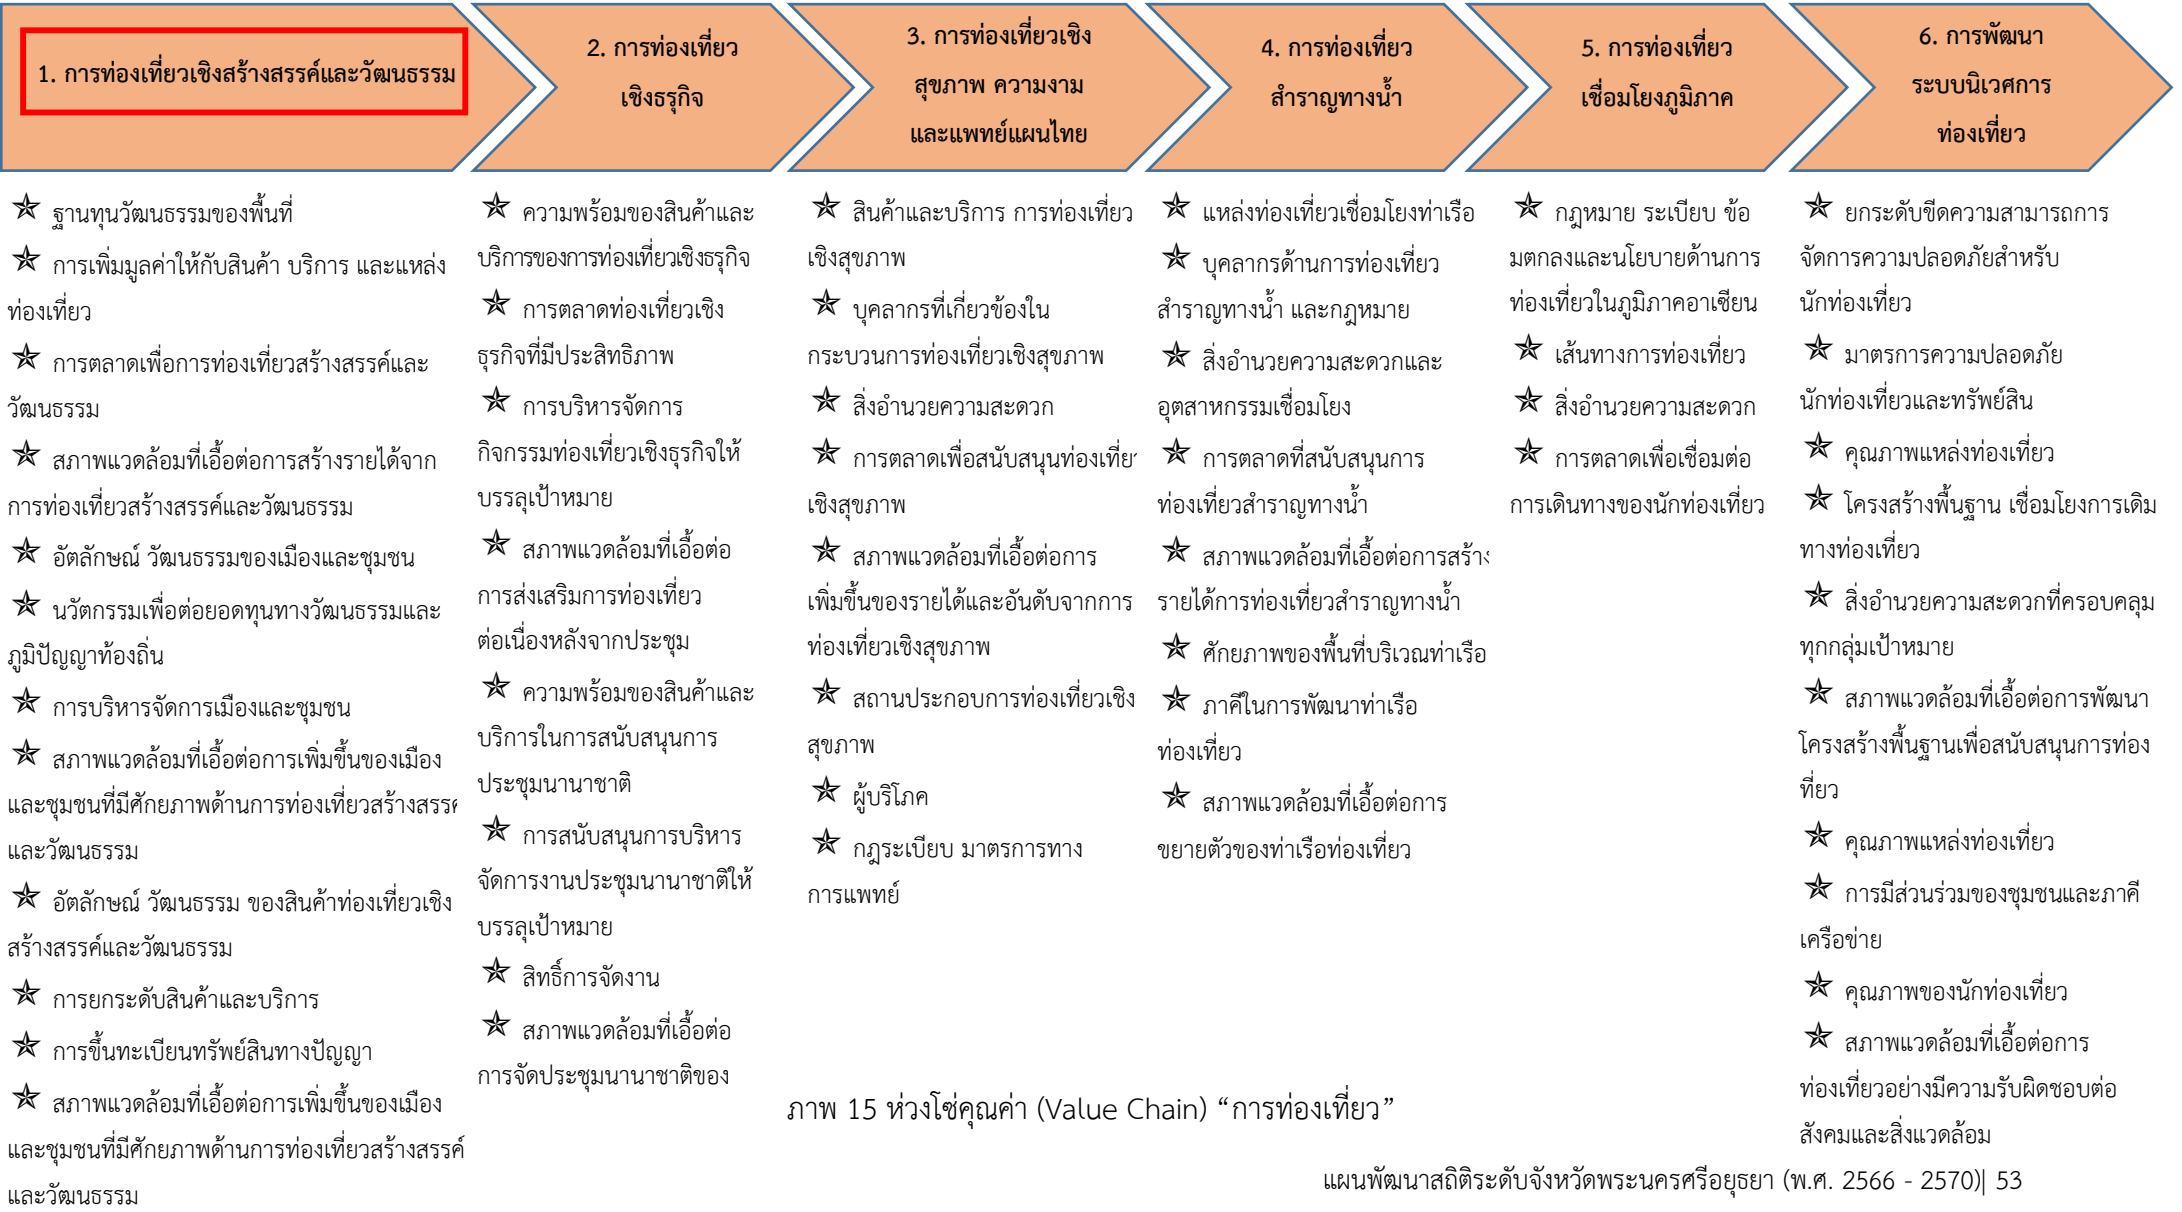 1. การท่องเที่ยวเชิงสร้างสรรค์และวัฒนธรรม
2. การท่องเที่ยว
เชิงธุรกิจ
3. การท่องเที่ยวเชิง
สุขภาพ ความงาม
และแพทย์แผนไทย
4. การท่องเที่ยว
สำราญทางน้ำ
5. การท่องเที่ยว
เชื่อมโยงภูมิภาค
6. การพัฒนา
ระบบนิเวศการ
ท่องเที่ยว
ฐานทุนวัฒนธรรมของพื้นที่
การเพิ่มมูลค่าให้กับสินค้า บริการ และแหล่ง
ท่องเที่ยว
การตลาดเพื่อการท่องเที่ยวสร้างสรรค์และ
วัฒนธรรม
สภาพแวดล้อมที่เอื้อต่อการสร้างรายได้จาก
การท่องเที่ยวสร้างสรรค์และวัฒนธรรม
อัตลักษณ์ วัฒนธรรมของเมืองและชุมชน
นวัตกรรมเพื่อต่อยอดทุนทางวัฒนธรรมและ
ภูมิปัญญาท้องถิ่น
การบริหารจัดการเมืองและชุมชน
สภาพแวดล้อมที่เอื้อต่อการเพิ่มขึ้นของเมือง
และชุมชนที่มีศักยภาพด้านการท่องเที่ยวสร้างสรร
และวัฒนธรรม
อัตลักษณ์ วัฒนธรรม ของสินค้าท่องเที่ยวเชิง
สร้างสรรค์และวัฒนธรรม
การยกระดับสินค้าและบริการ
การขึ้นทะเบียนทรัพย์สินทางปัญญา
สภาพแวดล้อมที่เอื้อต่อการเพิ่มขึ้นของเมือง
และชุมชนที่มีศักยภาพด้านการท่องเที่ยวสร้างสรรค์
และวัฒนธรรม
ความพร้อมของสินค้าและ
บริการของการท่องเที่ยวเชิงธุรกิจ
การตลาดท่องเที่ยวเชิง
ธุรกิจที่มีประสิทธิภาพ
การบริหารจัดการ
กิจกรรมท่องเที่ยวเชิงธุรกิจให้
บรรลุเป้าหมาย
สภาพแวดล้อมที่เอื้อต่อ
การส่งเสริมการท่องเที่ยว
ต่อเนื่องหลังจากประชุม
ความพร้อมของสินค้าและ
บริการในการสนับสนุนการ
ประชุมนานาชาติ
การสนับสนุนการบริหาร
จัดการงานประชุมนานาชาติให้
บรรลุเป้าหมาย
สิทธิ์การจัดงาน
สภาพแวดล้อมที่เอื้อต่อ
การจัดประชุมนานาชาติของ
สินค้าและบริการ การท่องเที่ยว
เชิงสุขภาพ
บุคลากรที่เกี่ยวข้องใน
กระบวนการท่องเที่ยวเชิงสุขภาพ
สิ่งอำนวยความสะดวก
การตลาดเพื่อสนับสนุนท่องเที่ย
เชิงสุขภาพ
สภาพแวดล้อมที่เอื้อต่อการ
เพิ่มขึ้นของรายได้และอันดับจากการ
ท่องเที่ยวเชิงสุขภาพ
สถานประกอบการท่องเที่ยวเชิง
สุขภาพ
ผู้บริโภค
กฎระเบียบ มาตรการทาง
การแพทย์
แหล่งท่องเที่ยวเชื่อมโยงท่าเรือ
บุคลากรด้านการท่องเที่ยว
สำราญทางน้ำ และกฎหมาย
สิ่งอำนวยความสะดวกและ
อุตสาหกรรมเชื่อมโยง
การตลาดที่สนับสนุนการ
ท่องเที่ยวสำราญทางน้ำ
สภาพแวดล้อมที่เอื้อต่อการสร้าง
รายได้การท่องเที่ยวสำราญทางน้ำ
ศักยภาพของพื้นที่บริเวณท่าเรือ
ภาคีในการพัฒนาท่าเรือ
ท่องเที่ยว
สภาพแวดล้อมที่เอื้อต่อการ
ขยายตัวของท่าเรือท่องเที่ยว
กฎหมาย ระเบียบ ข้อ
มตกลงและนโยบายด้านการ
ท่องเที่ยวในภูมิภาคอาเซียน
เส้นทางการท่องเที่ยว
สิ่งอำนวยความสะดวก
การตลาดเพื่อเชื่อมต่อ
การเดินทางของนักท่องเที่ยว
ยกระดับขีดความสามารถการ
จัดการความปลอดภัยสำหรับ
นักท่องเที่ยว
มาตรการความปลอดภัย
นักท่องเที่ยวและทรัพย์สิน
คุณภาพแหล่งท่องเที่ยว
โครงสร้างพื้นฐาน เชื่อมโยงการเดิม
ทางท่องเที่ยว
สิ่งอำนวยความสะดวกที่ครอบคลุม
ทุกกลุ่มเป้าหมาย
สภาพแวดล้อมที่เอื้อต่อการพัฒนา
โครงสร้างพื้นฐานเพื่อสนับสนุนการท่อง
ที่ยว
คุณภาพแหล่งท่องเที่ยว
การมีส่วนร่วมของชุมชนและภาคี
เครือข่าย
คุณภาพของนักท่องเที่ยว
สภาพแวดล้อมที่เอื้อต่อการ
ท่องเที่ยวอย่างมีความรับผิดชอบต่อ
สังคมและสิ่งแวดล้อม
ภาพ 15 ห่วงโซ่คุณค่า (Value Chain) “การท่องเที่ยว”
แผนพัฒนาสถิติระดับจังหวัดพระนครศรีอยุธยา (พ.ศ. 2566 - 2570)| 53